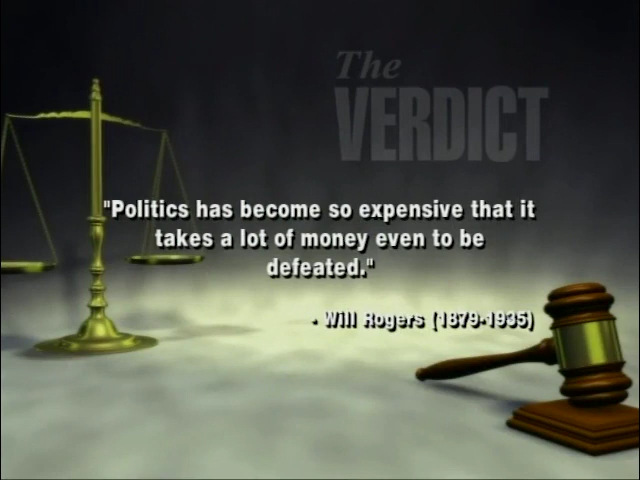 The
VERDICT
"Politics has become so expensive that it
takes a lot of money even to be
defeated."
- Will Rogers (1879-1935)